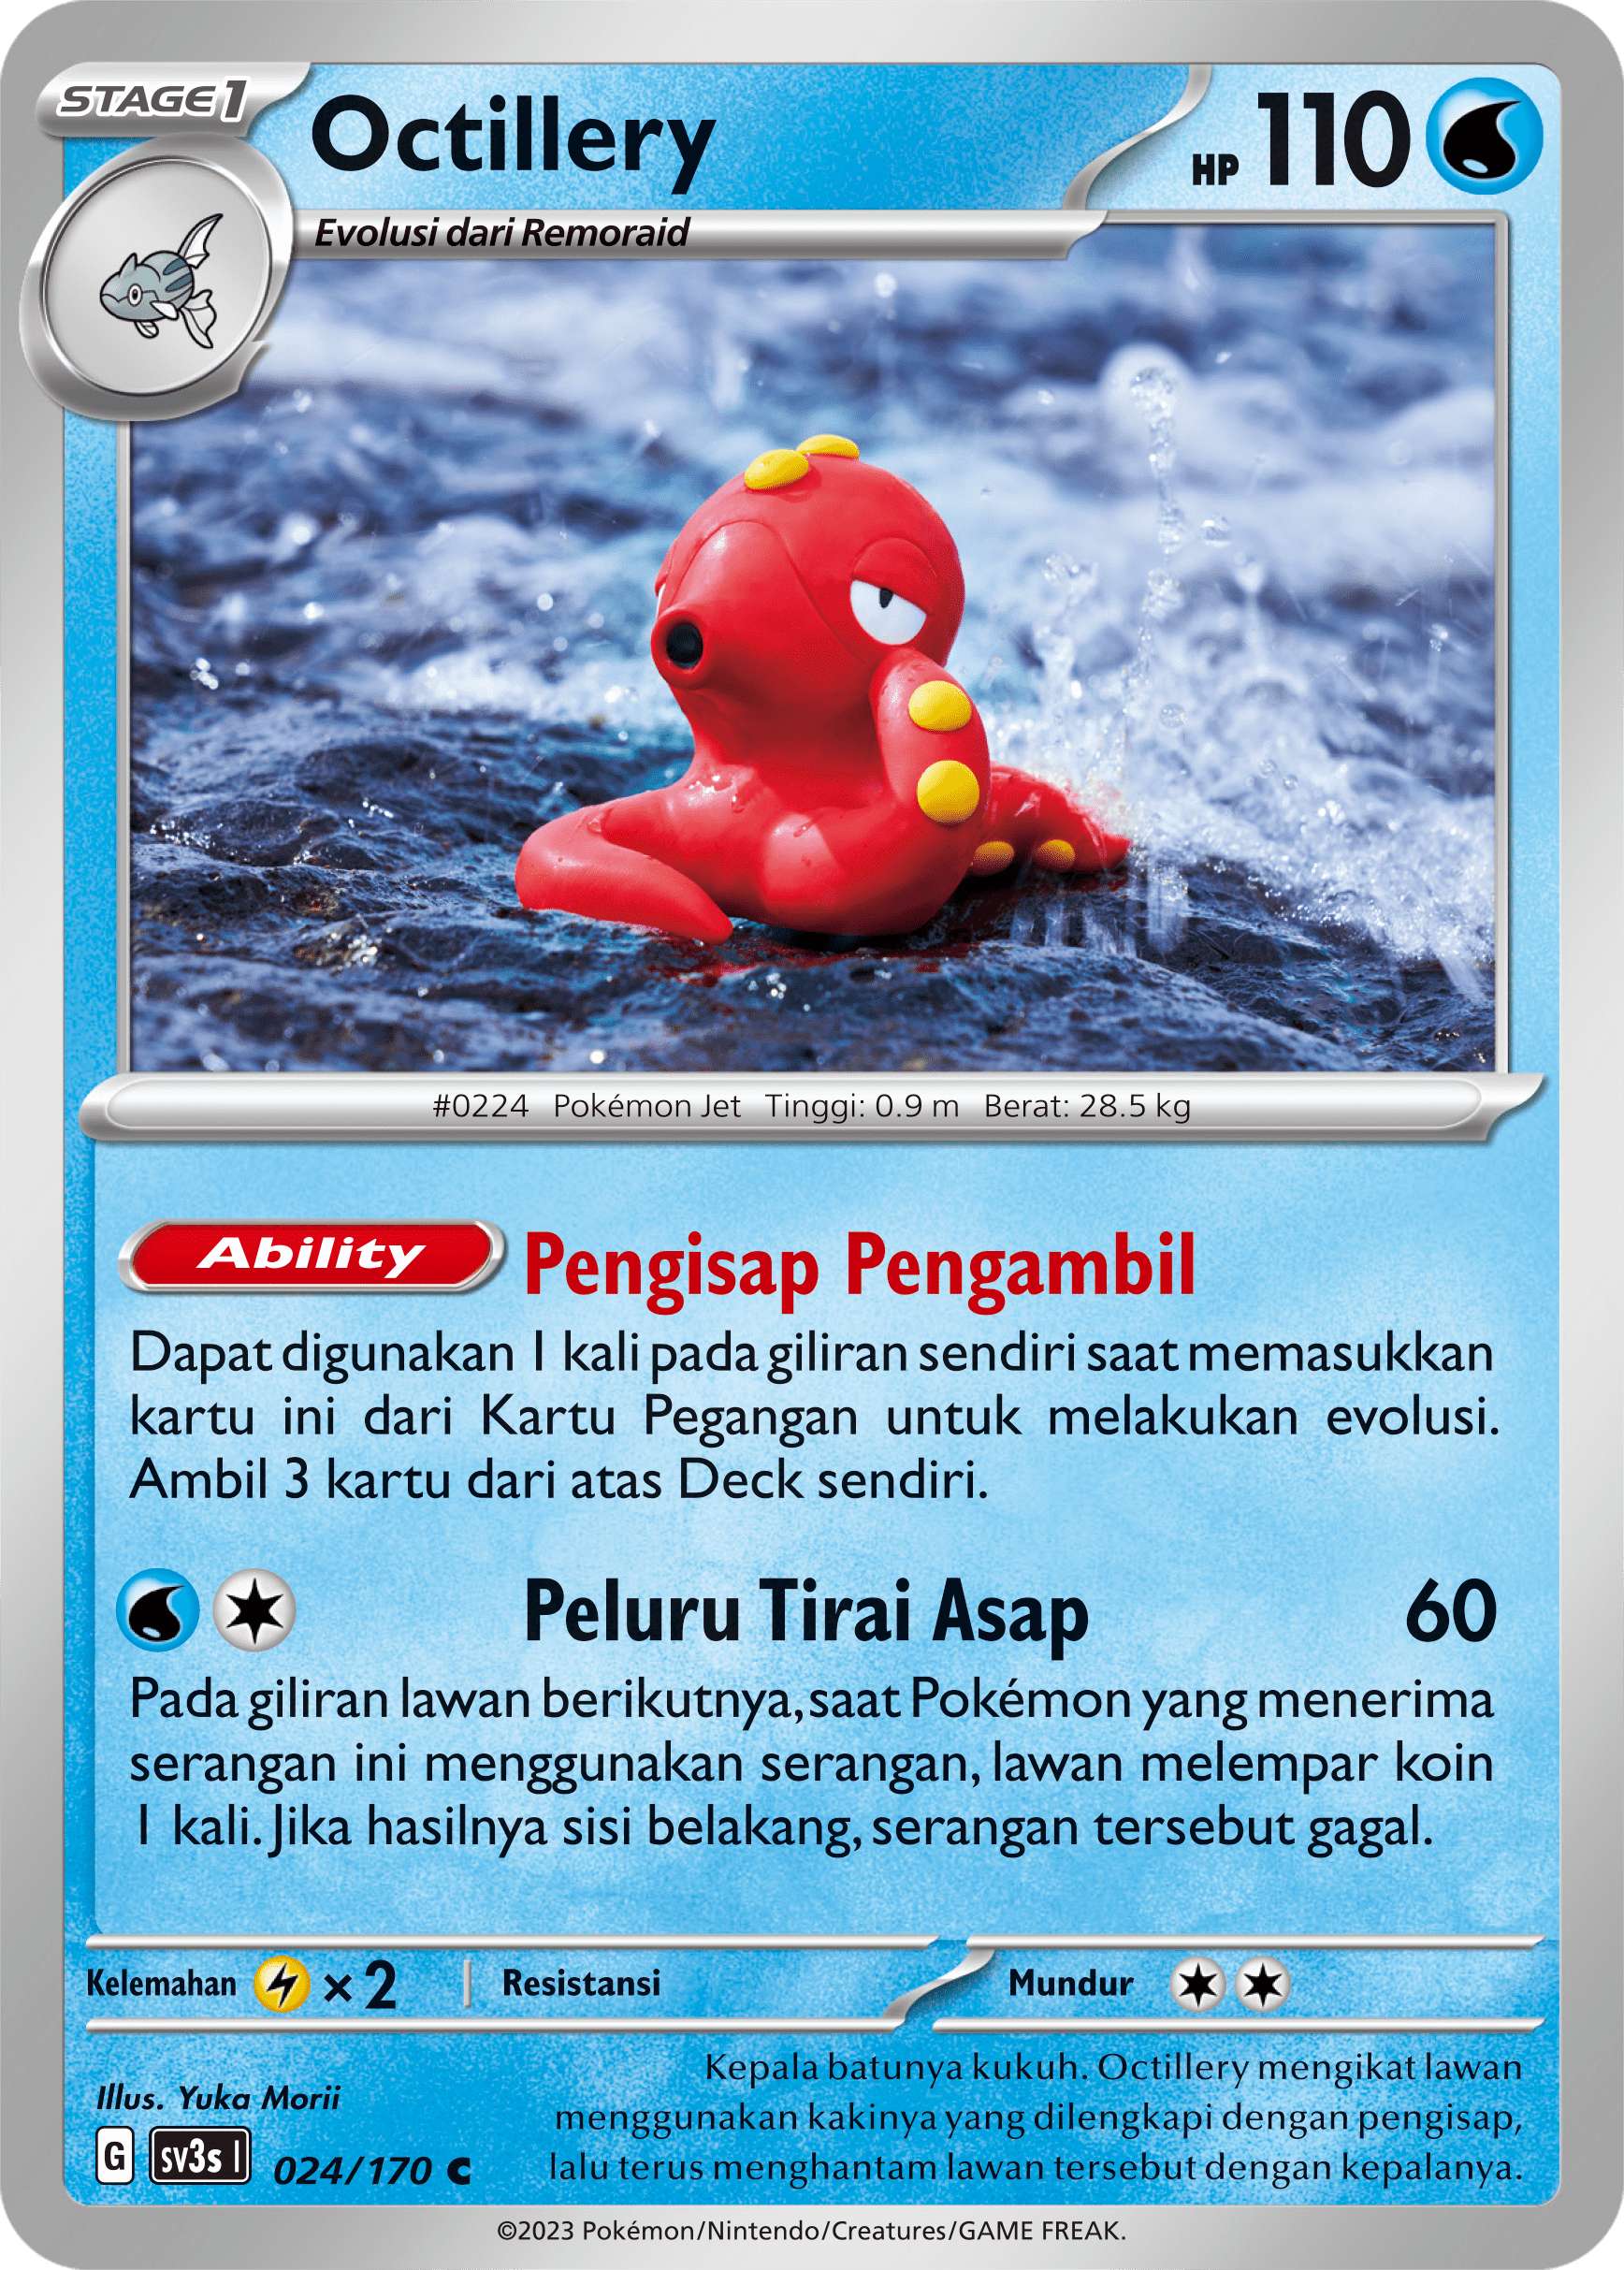 STAGE1
Octillery
HP 110
Evolusi dari Remoraid
#0224 Pokémon Jet Tinggi: 0.9 m Berat: 28.5 kg
Ability Pengisap Pengambil
Dapat digunakan 1 kali pada giliran sendiri saat memasukkan
kartu ini dari Kartu Pegangan untuk melakukan evolusi.
Ambil 3 kartu dari atas Deck sendiri.
Peluru Tirai Asap 60
Pada giliran lawan berikutnya, saat Pokémon yang menerima
serangan ini menggunakan serangan, lawan melempar koin
1 kali. Jika hasilnya sisi belakang, serangan tersebut gagal.
Kelemahan ×2 | Resistansi Mundur
Illus. Yuka Morii
G sv3s I 024/170 C
Kepala batunya kukuh. Octillery mengikat lawan
menggunakan kakinya yang dilengkapi dengan pengisap,
lalu terus menghantam lawan tersebut dengan kepalanya.
©2023 Pokémon/Nintendo/Creatures/GAME FREAK.